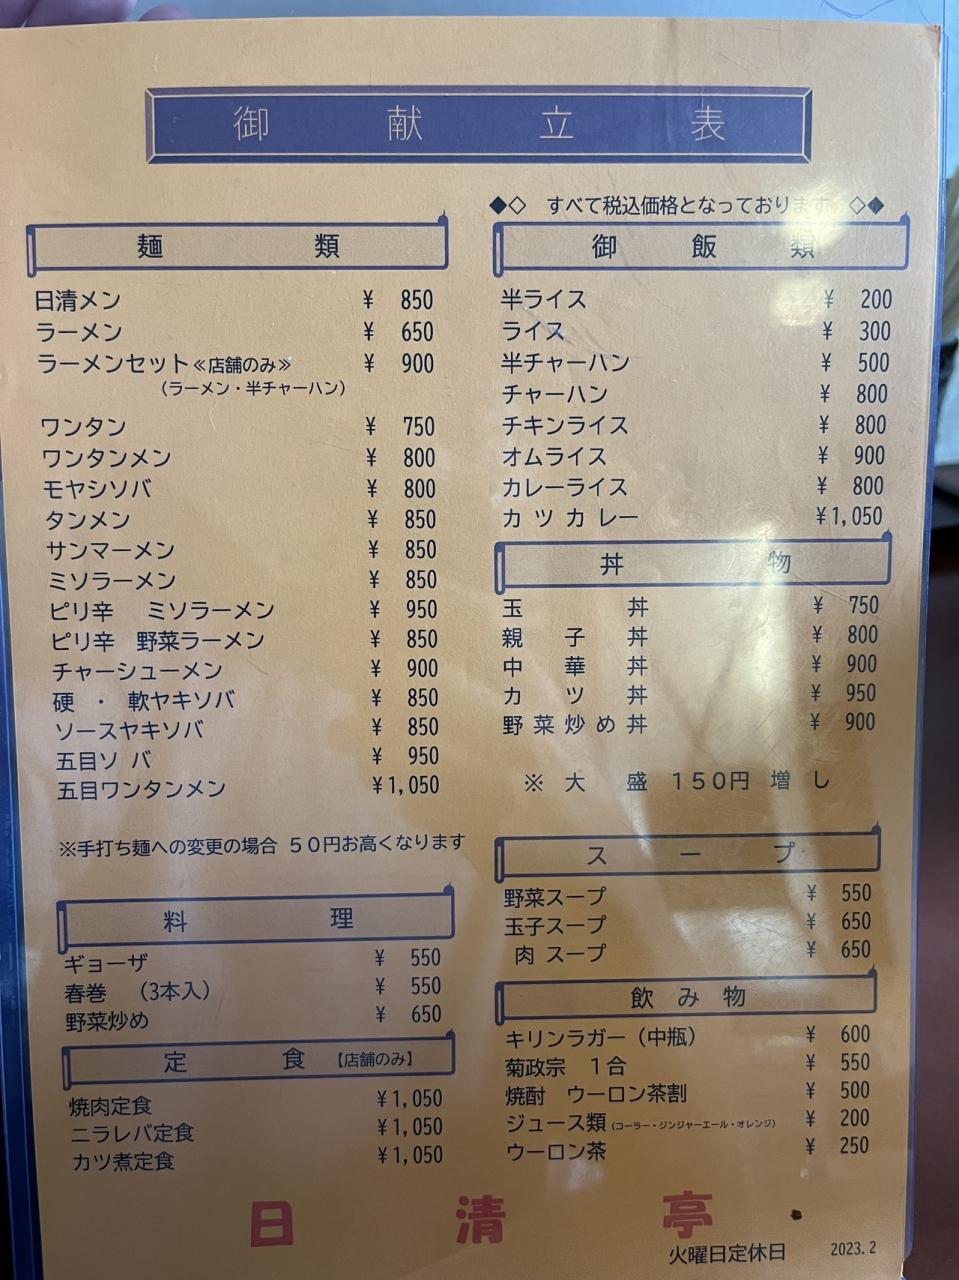 御献立表
◆◇ すべて税込価格となっております ◇◆
麺類
日清メン ¥ 850
ラーメン ¥ 650
ラーメンセット≪店舗のみ≫ ¥ 900
（ラーメン・半チャーハン）
ワンタン ¥ 750
ワンタンメン ¥ 800
モヤシソバ ¥ 800
タンメン ¥ 850
サンマーメン ¥ 850
ミソラーメン ¥ 850
ピリ辛 ミソラーメン ¥ 950
ピリ辛 野菜ラーメン ¥ 850
チャーシューメン ¥ 900
硬 ・ 軟ヤキソバ ¥ 850
ソースヤキソバ ¥ 850
五目ソバ ¥ 950
五目ワンタンメン ¥1,050
※手打ち麺への変更の場合 50円お高くなります
料理
ギョーザ ¥ 550
春巻 （3本入） ¥ 550
野菜炒め ¥ 650
定食【店舗のみ】
焼肉定食 ¥1,050
ニラレバ定食 ¥1,050
カツ煮定食 ¥1,050
御飯類
半ライス ¥ 200
ライス ¥ 300
半チャーハン ¥ 500
チャーハン ¥ 800
チキンライス ¥ 800
オムライス ¥ 900
カレーライス ¥ 800
カツカレー ¥1,050
丼物
玉丼 ¥ 750
親子丼 ¥ 800
中華丼 ¥ 900
カツ丼 ¥ 950
野菜炒め丼 ¥ 900
※ 大盛 150円増し
スープ
野菜スープ ¥ 550
玉子スープ ¥ 650
肉スープ ¥ 650
飲み物
キリンラガー（中瓶） ¥ 600
菊政宗 1合 ¥ 550
焼酎 ウーロン茶割 ¥ 500
ジュース類（コーラー・ジンジャーエール・オレンジ） ¥ 200
ウーロン茶 ¥ 250
日清亭
火曜日定休日 2023.2